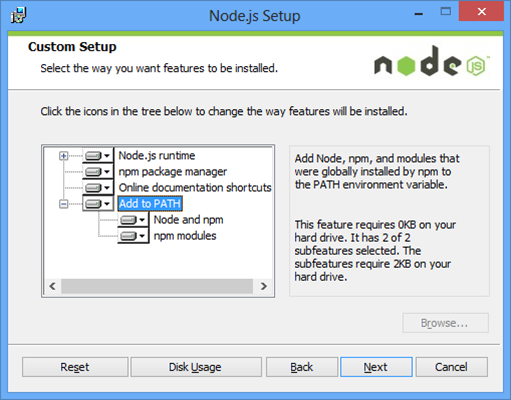 Node.js Setup
Custom Setup
Select the way you want features to be installed.
node
JS
Click the icons in the tree below to change the way features will be installed.
Node.js runtime
npm package manager
Online documentation shortcuts
Add to PATH
Node and npm
npm modules
Add Node, npm, and modules that
were globally installed by npm to
the PATH environment variable.
This feature requires 0KB on your
hard drive. It has 2 of 2
subfeatures selected. The
subfeatures require 2KB on your
hard drive.
Browse...
Reset
Disk Usage
Back
Next
Cancel